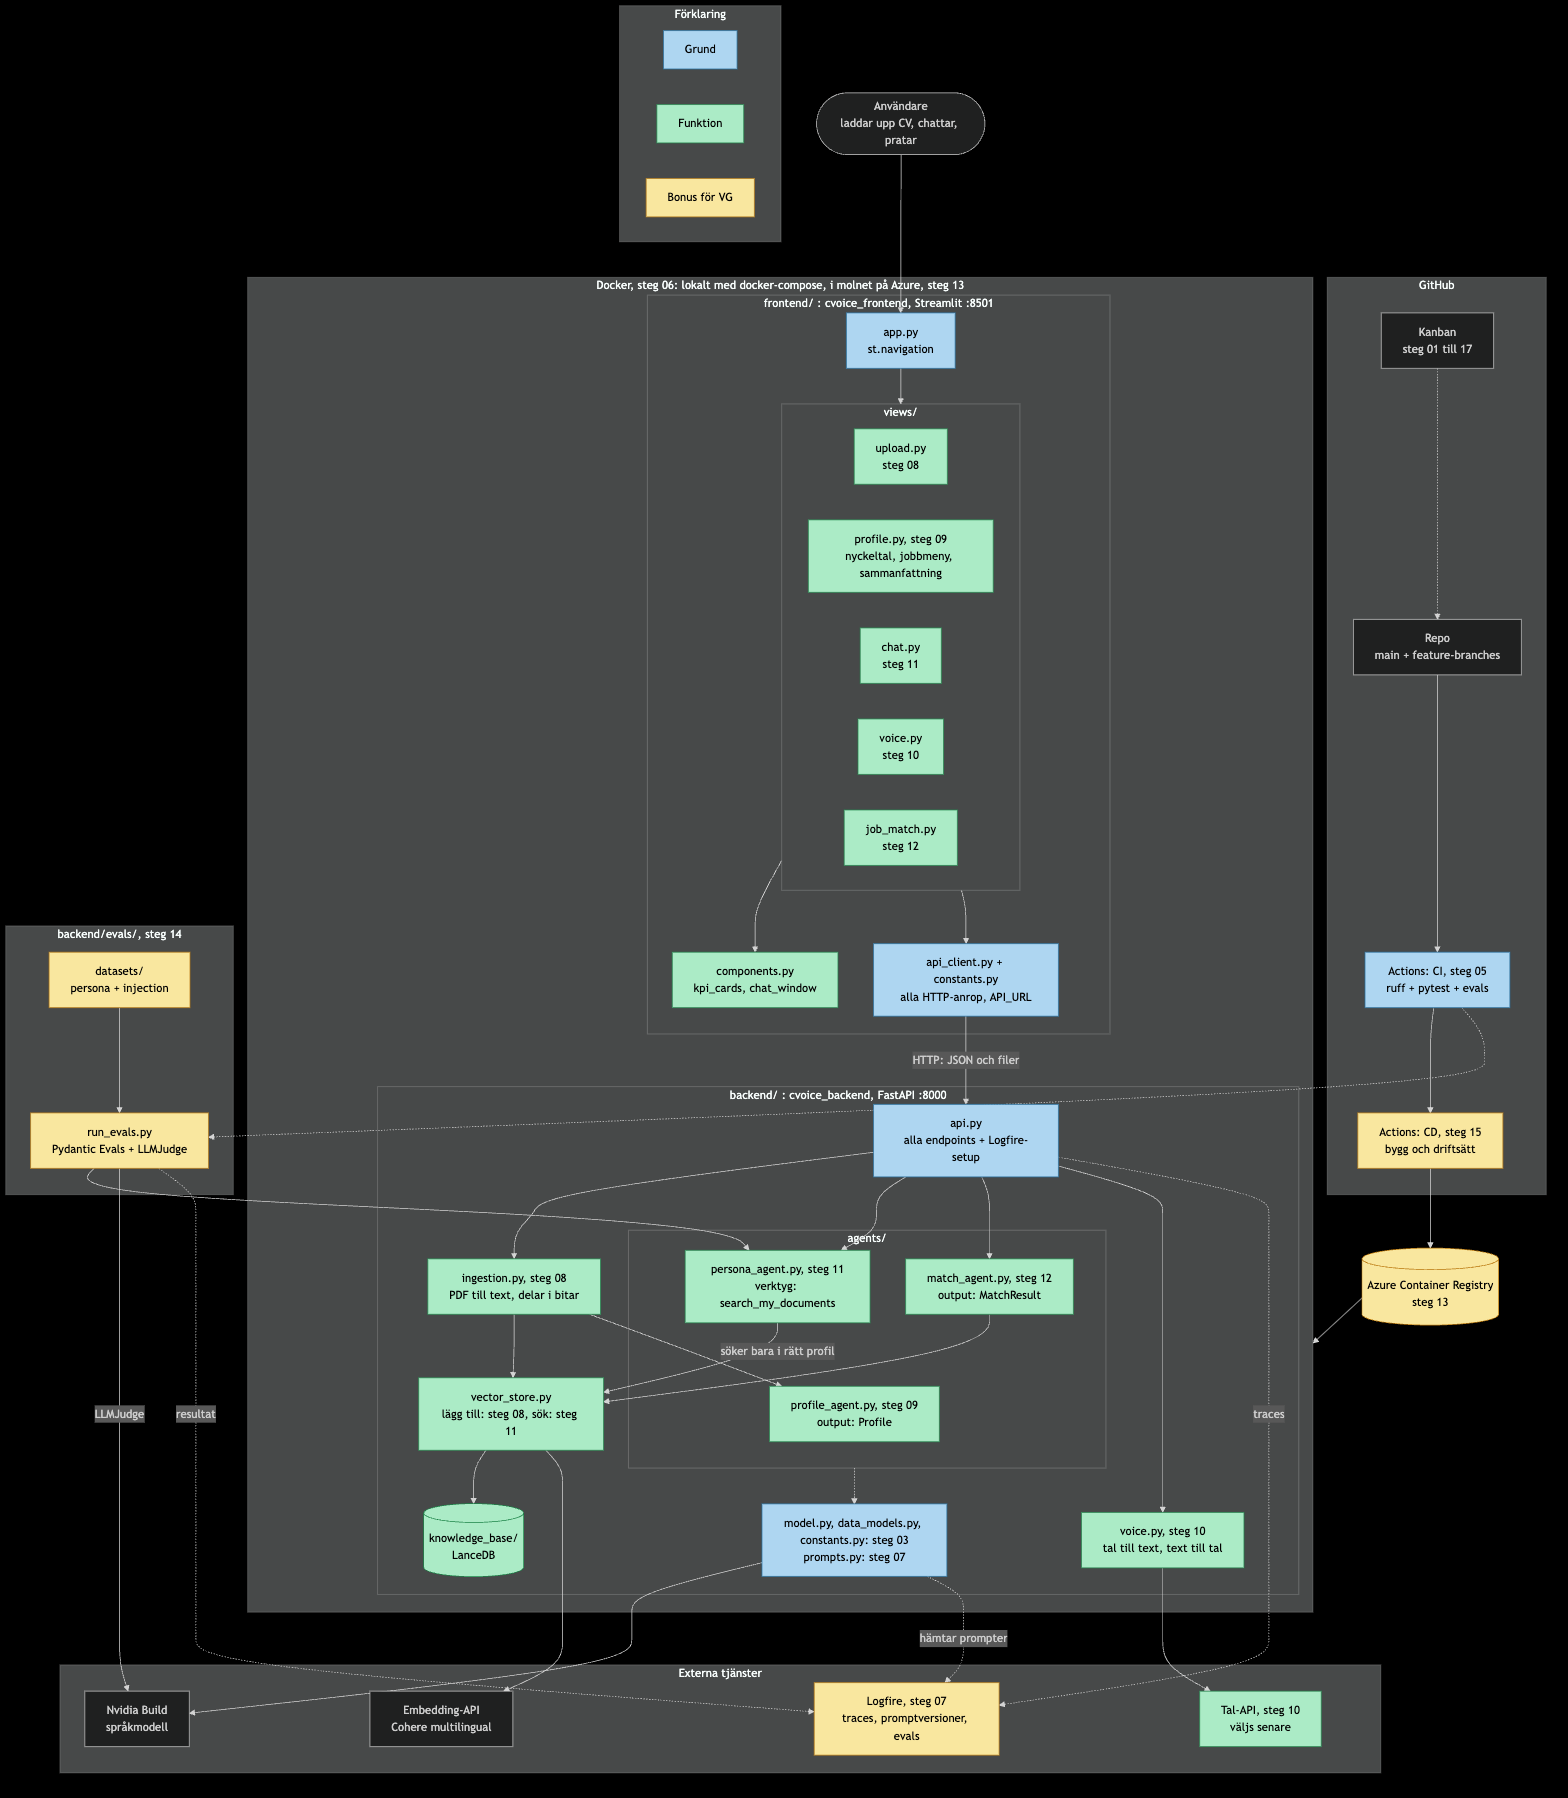 Förklaring
Grund
Funktion
Bonus för VG
Användare
laddar upp CV, chattar,
pratar
Docker, steg 06: lokalt med docker-compose, i molnet på Azure, steg 13
frontend/ : cvoice_frontend, Streamlit :8501
app.py
st.navigation
views/
upload.py
steg 08
profile.py, steg 09
nyckeltal, jobbmeny,
sammanfattning
chat.py
steg 11
voice.py
steg 10
job_match.py
steg 12
components.py
kpi_cards, chat_window
api_client.py +
constants.py
alla HTTP-anrop, API_URL
HTTP: JSON och filer
GitHub
Kanban
steg 01 till 17
Repo
main + feature-branches
Actions: CI, steg 05
ruff + pytest + evals
Actions: CD, steg 15
bygg och driftsätt
Azure Container Registry
steg 13
backend/evals/, steg 14
datasets/
persona + injection
run_evals.py
Pydantic Evals + LLMJudge
backend/ : cvoice_backend, FastAPI :8000
api.py
alla endpoints + Logfire-
setup
agents/
ingestion.py, steg 08
PDF till text, delar i bitar
persona_agent.py, steg 11
verktyg:
search_my_documents
match_agent.py, steg 12
output: MatchResult
söker bara i rätt profil
vector_store.py
lägg till: steg 08, sök: steg
11
profile_agent.py, steg 09
output: Profile
LLMJudge
resultat
traces
knowledge_base/
LanceDB
model.py, data_models.py,
constants.py: steg 03
prompts.py: steg 07
voice.py, steg 10
tal till text, text till tal
hämtar prompter
Externa tjänster
Nvidia Build
språkmodell
Embedding-API
Cohere multilingual
Logfire, steg 07
traces, promptversioner,
evals
Tal-API, steg 10
väljs senare